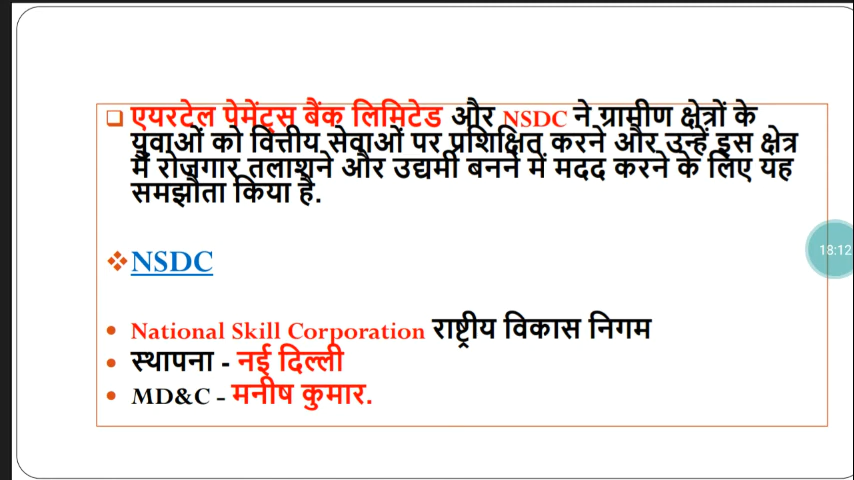 एयरटेल पेमेंट्स बैंक लिमिटेड और NSDC ने ग्रामीण क्षेत्रों के
युवाओं को वित्तीय सेवाओं पर प्रशिक्षित करने और उन्हें इस क्षेत्र
में रोजगार तलाशने और उद्यमी बनने में मदद करने के लिए यह
समझौता किया है.
NSDC
18:12
National Skill Corporation राष्ट्रीय विकास निगम
स्थापना - नई दिल्ली
MD&C - मनीष कुमार.